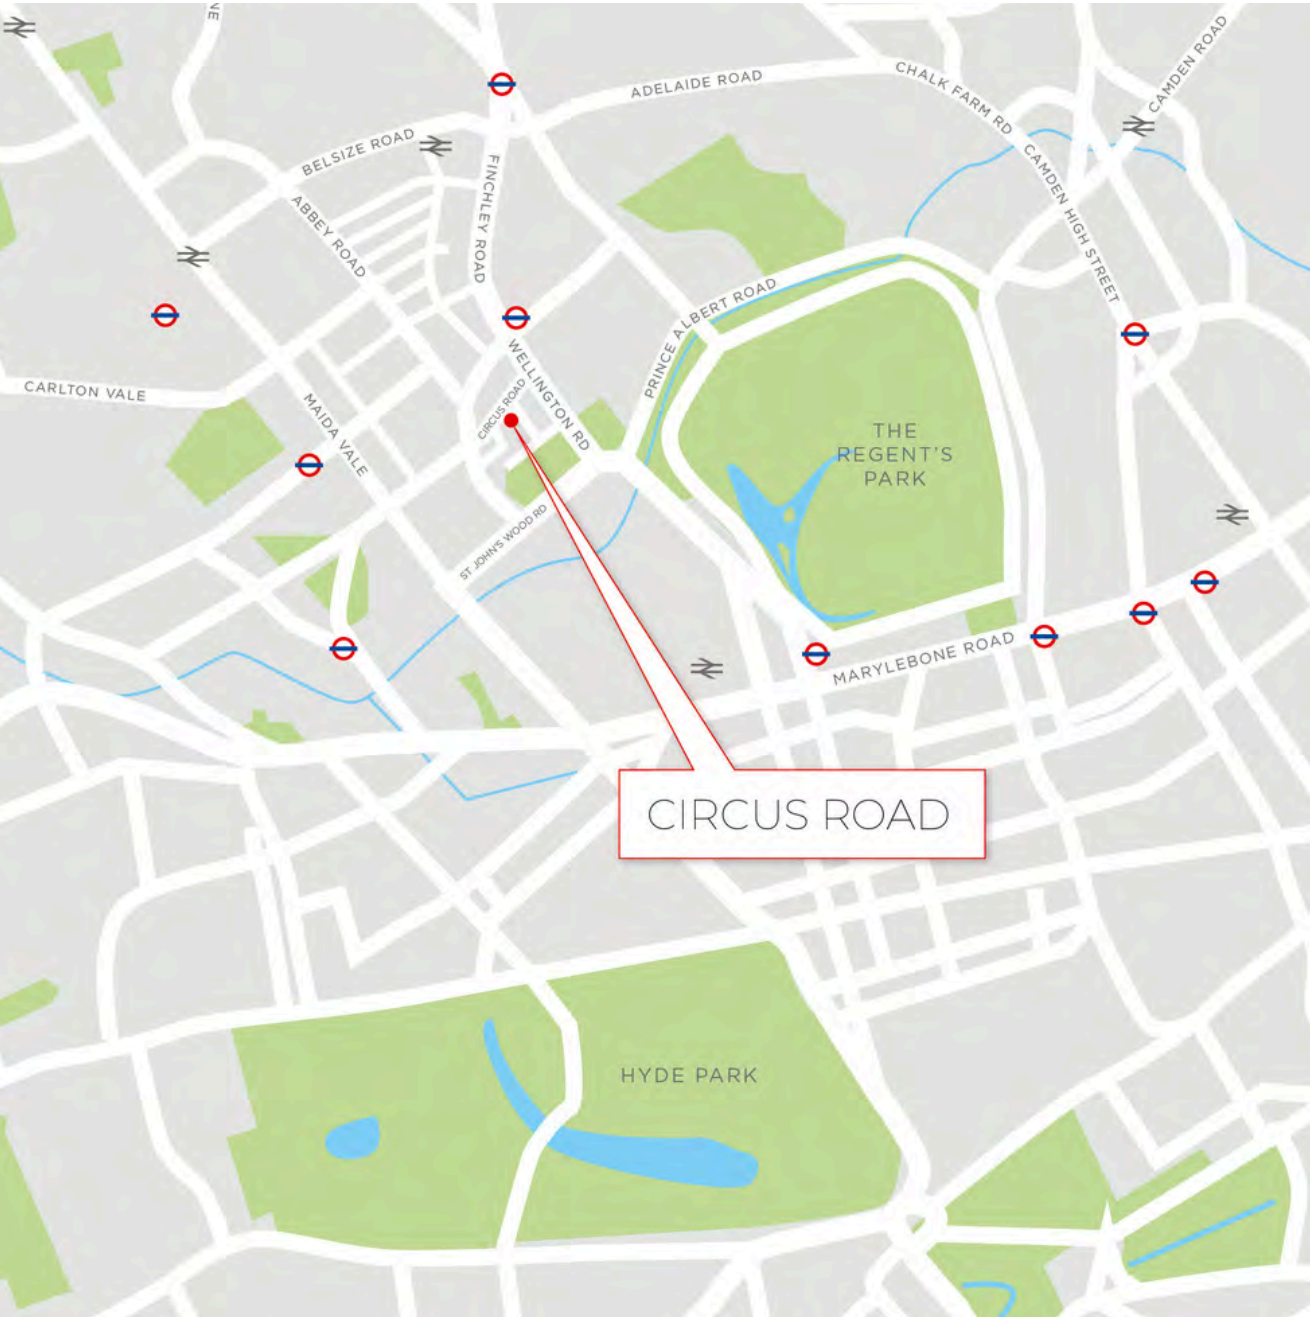 ADELAIDE ROAD
CHALK FARM RD
CAMDEN ROAD
BELSIZE ROAD
FINCHLEY ROAD
ABBEY ROAD
CAMDEN HIGH STREET
PRINCE ALBERT ROAD
CARLTON VALE
MAIDA VALE
WELLINGTON RD
CIRCUS ROAD
THE
REGENT'S
PARK
ST JOHN'S WOOD RD
MARYLEBONE ROAD
CIRCUS ROAD
HYDE PARK